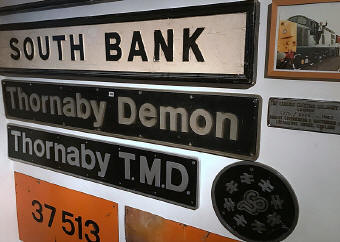 SOUTH BANK
Thornaby Demon
Thornaby T.M.D.
37 513